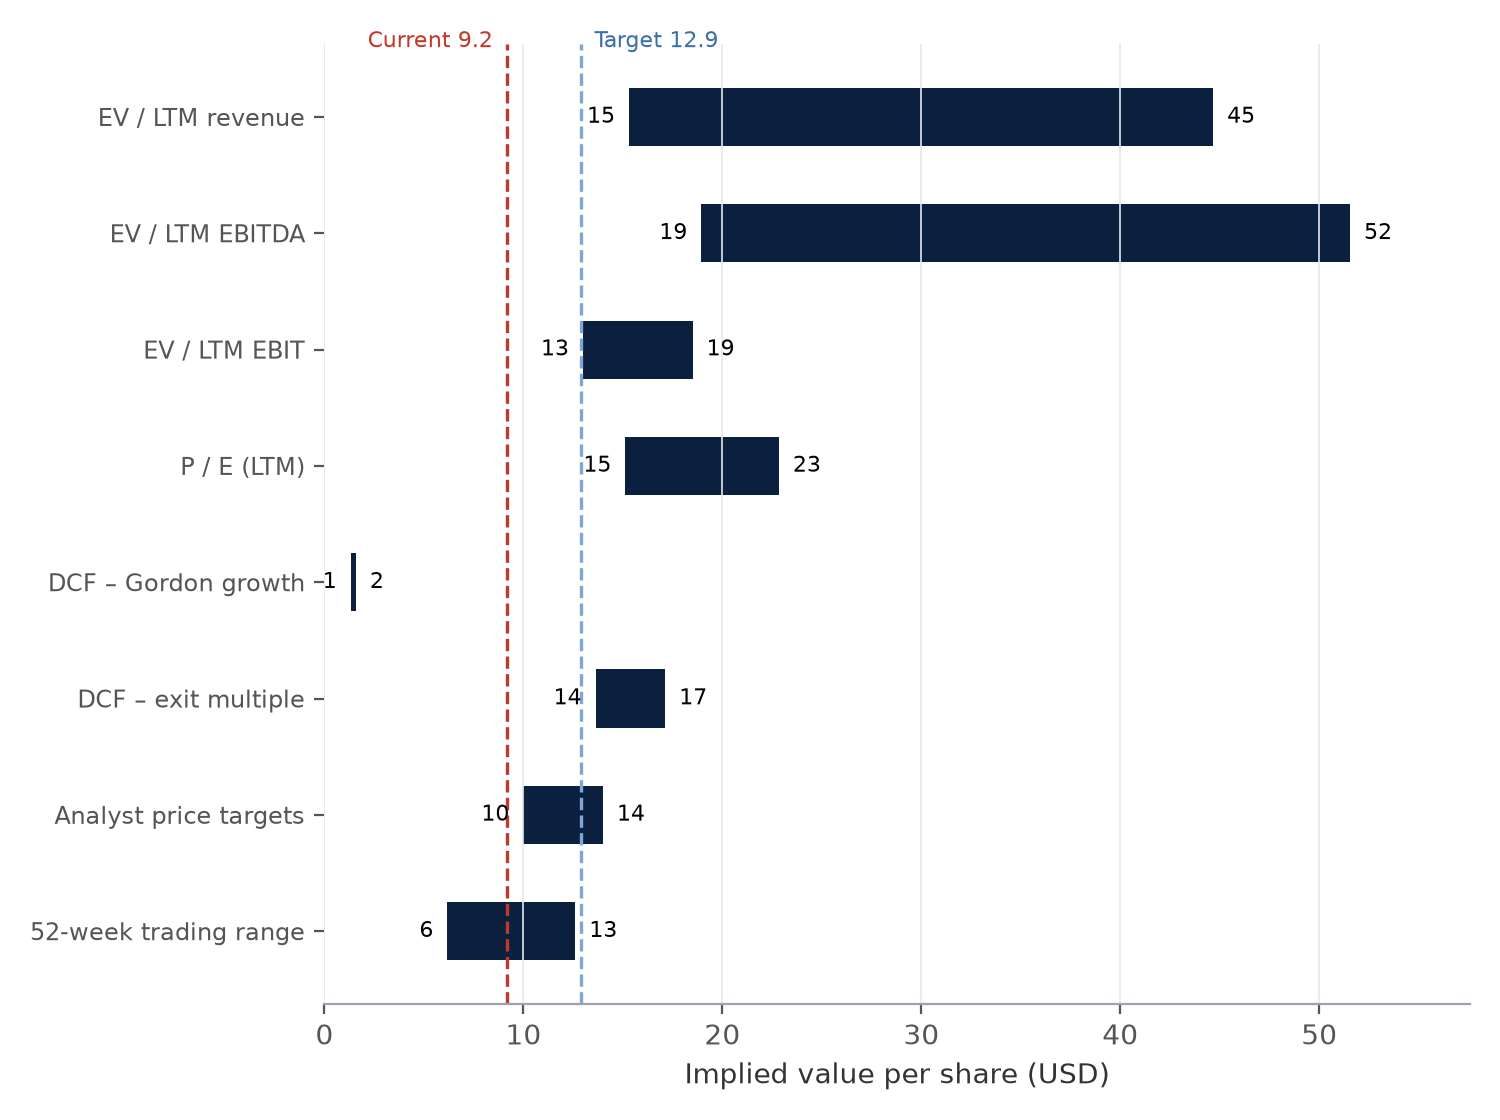 Current 9.2 Target 12.9
EV / LTM revenue 15 45
EV / LTM EBITDA 19 52
EV / LTM EBIT 13 19
P / E (LTM) 15 23
DCF – Gordon growth 1 2
DCF – exit multiple 14 17
Analyst price targets 10 14
52-week trading range 6 13
0 10 20 30 40 50
Implied value per share (USD)